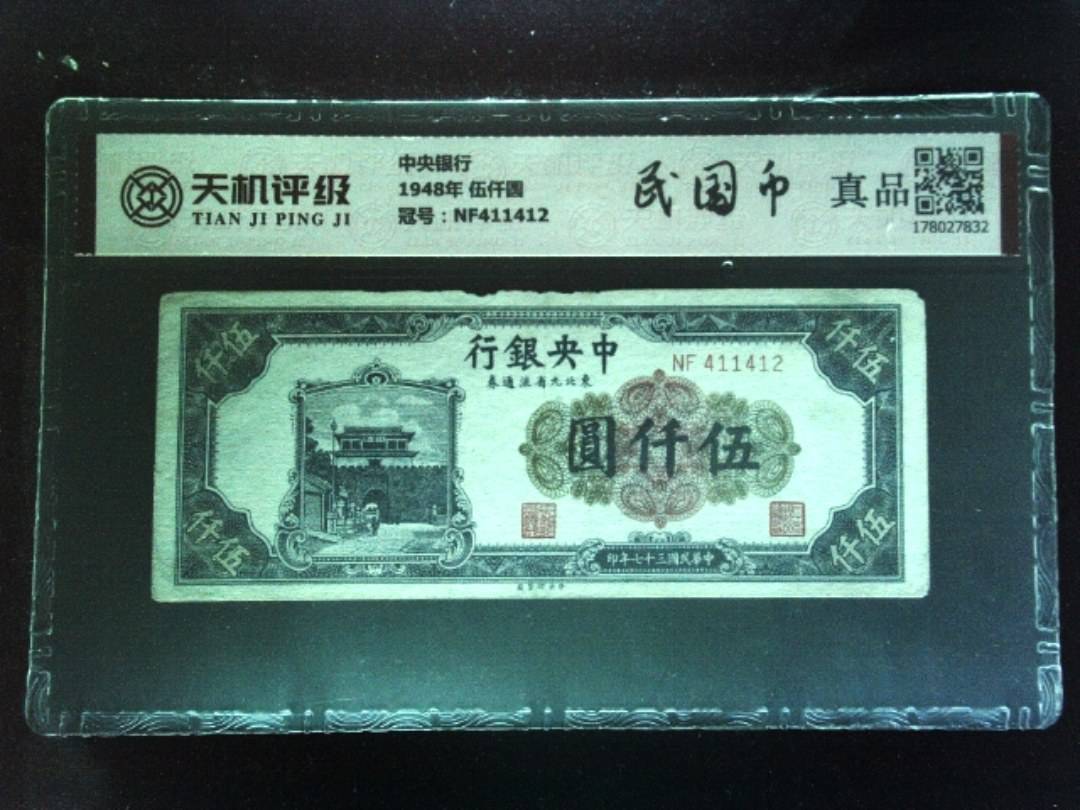 天机评级
TIAN JI PING JI
中央银行
1948年 伍仟圆
冠号：NF411412
民国币
真品
178027832
伍仟
伍仟
中央銀行
東北九省流通券
NF 411412
伍仟圓
伍仟
伍仟
中華民國三十七年印